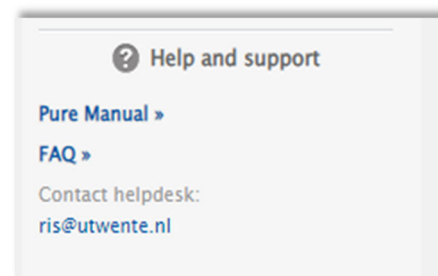 Help and support
Pure Manual »
FAQ »
Contact helpdesk:
ris@utwente.nl